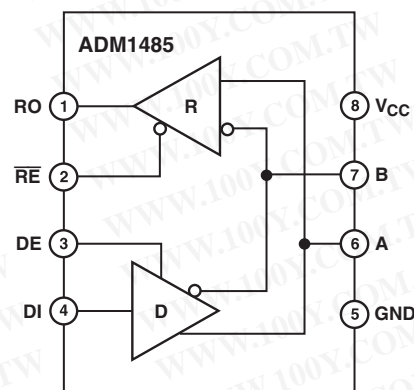 ADM1485
RO 1
R
8 VCC
RE 2
7 B
DE 3
6 A
DI 4
D
5 GND
WWW.100Y.COM.TW